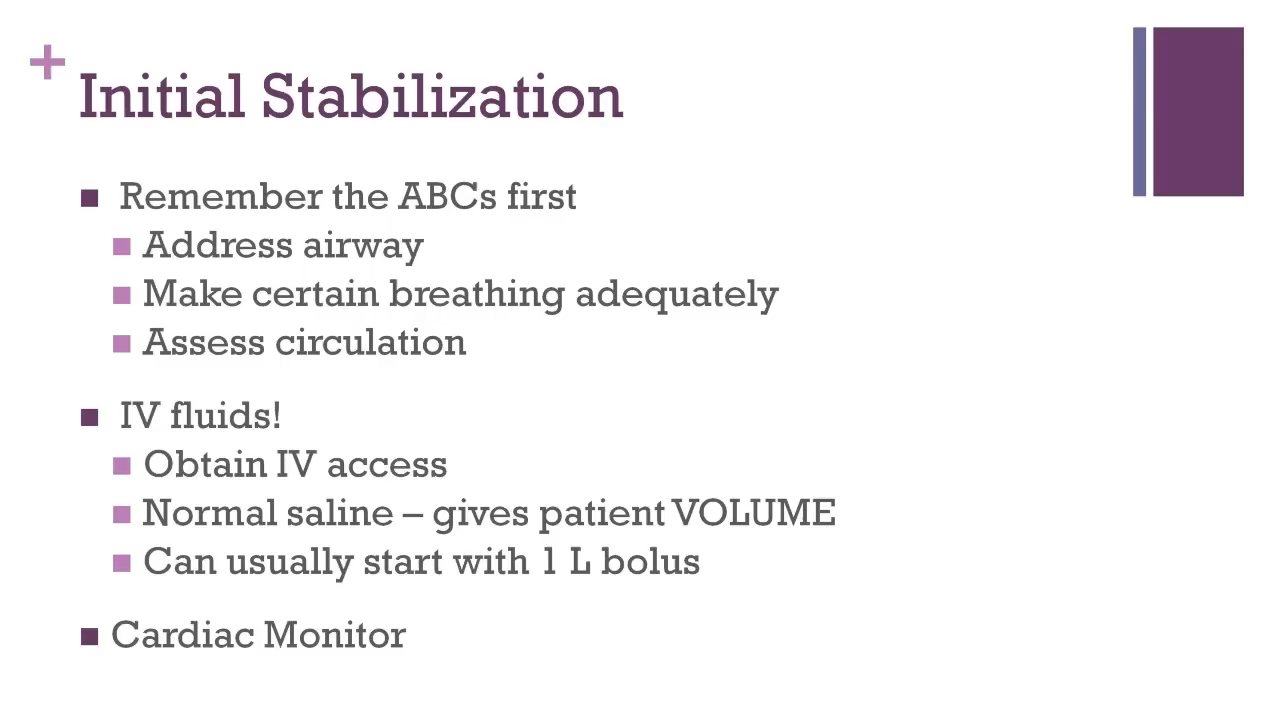 +
Initial Stabilization
■ Remember the ABCs first
■ Address airway
■ Make certain breathing adequately
■ Assess circulation
■ IV fluids!
■ Obtain IV access
■ Normal saline – gives patient VOLUME
■ Can usually start with 1 L bolus
■ Cardiac Monitor